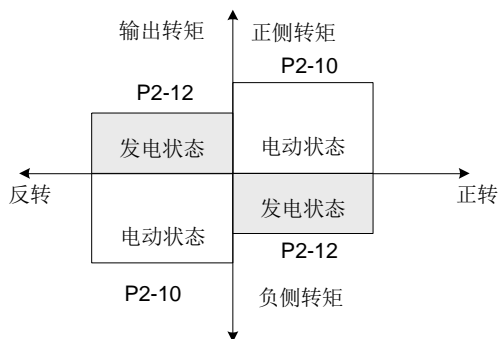 输出转矩 正侧转矩
P2-10
P2-12
发电状态 电动状态
反转 正转
电动状态 发电状态
P2-12
P2-10 负侧转矩